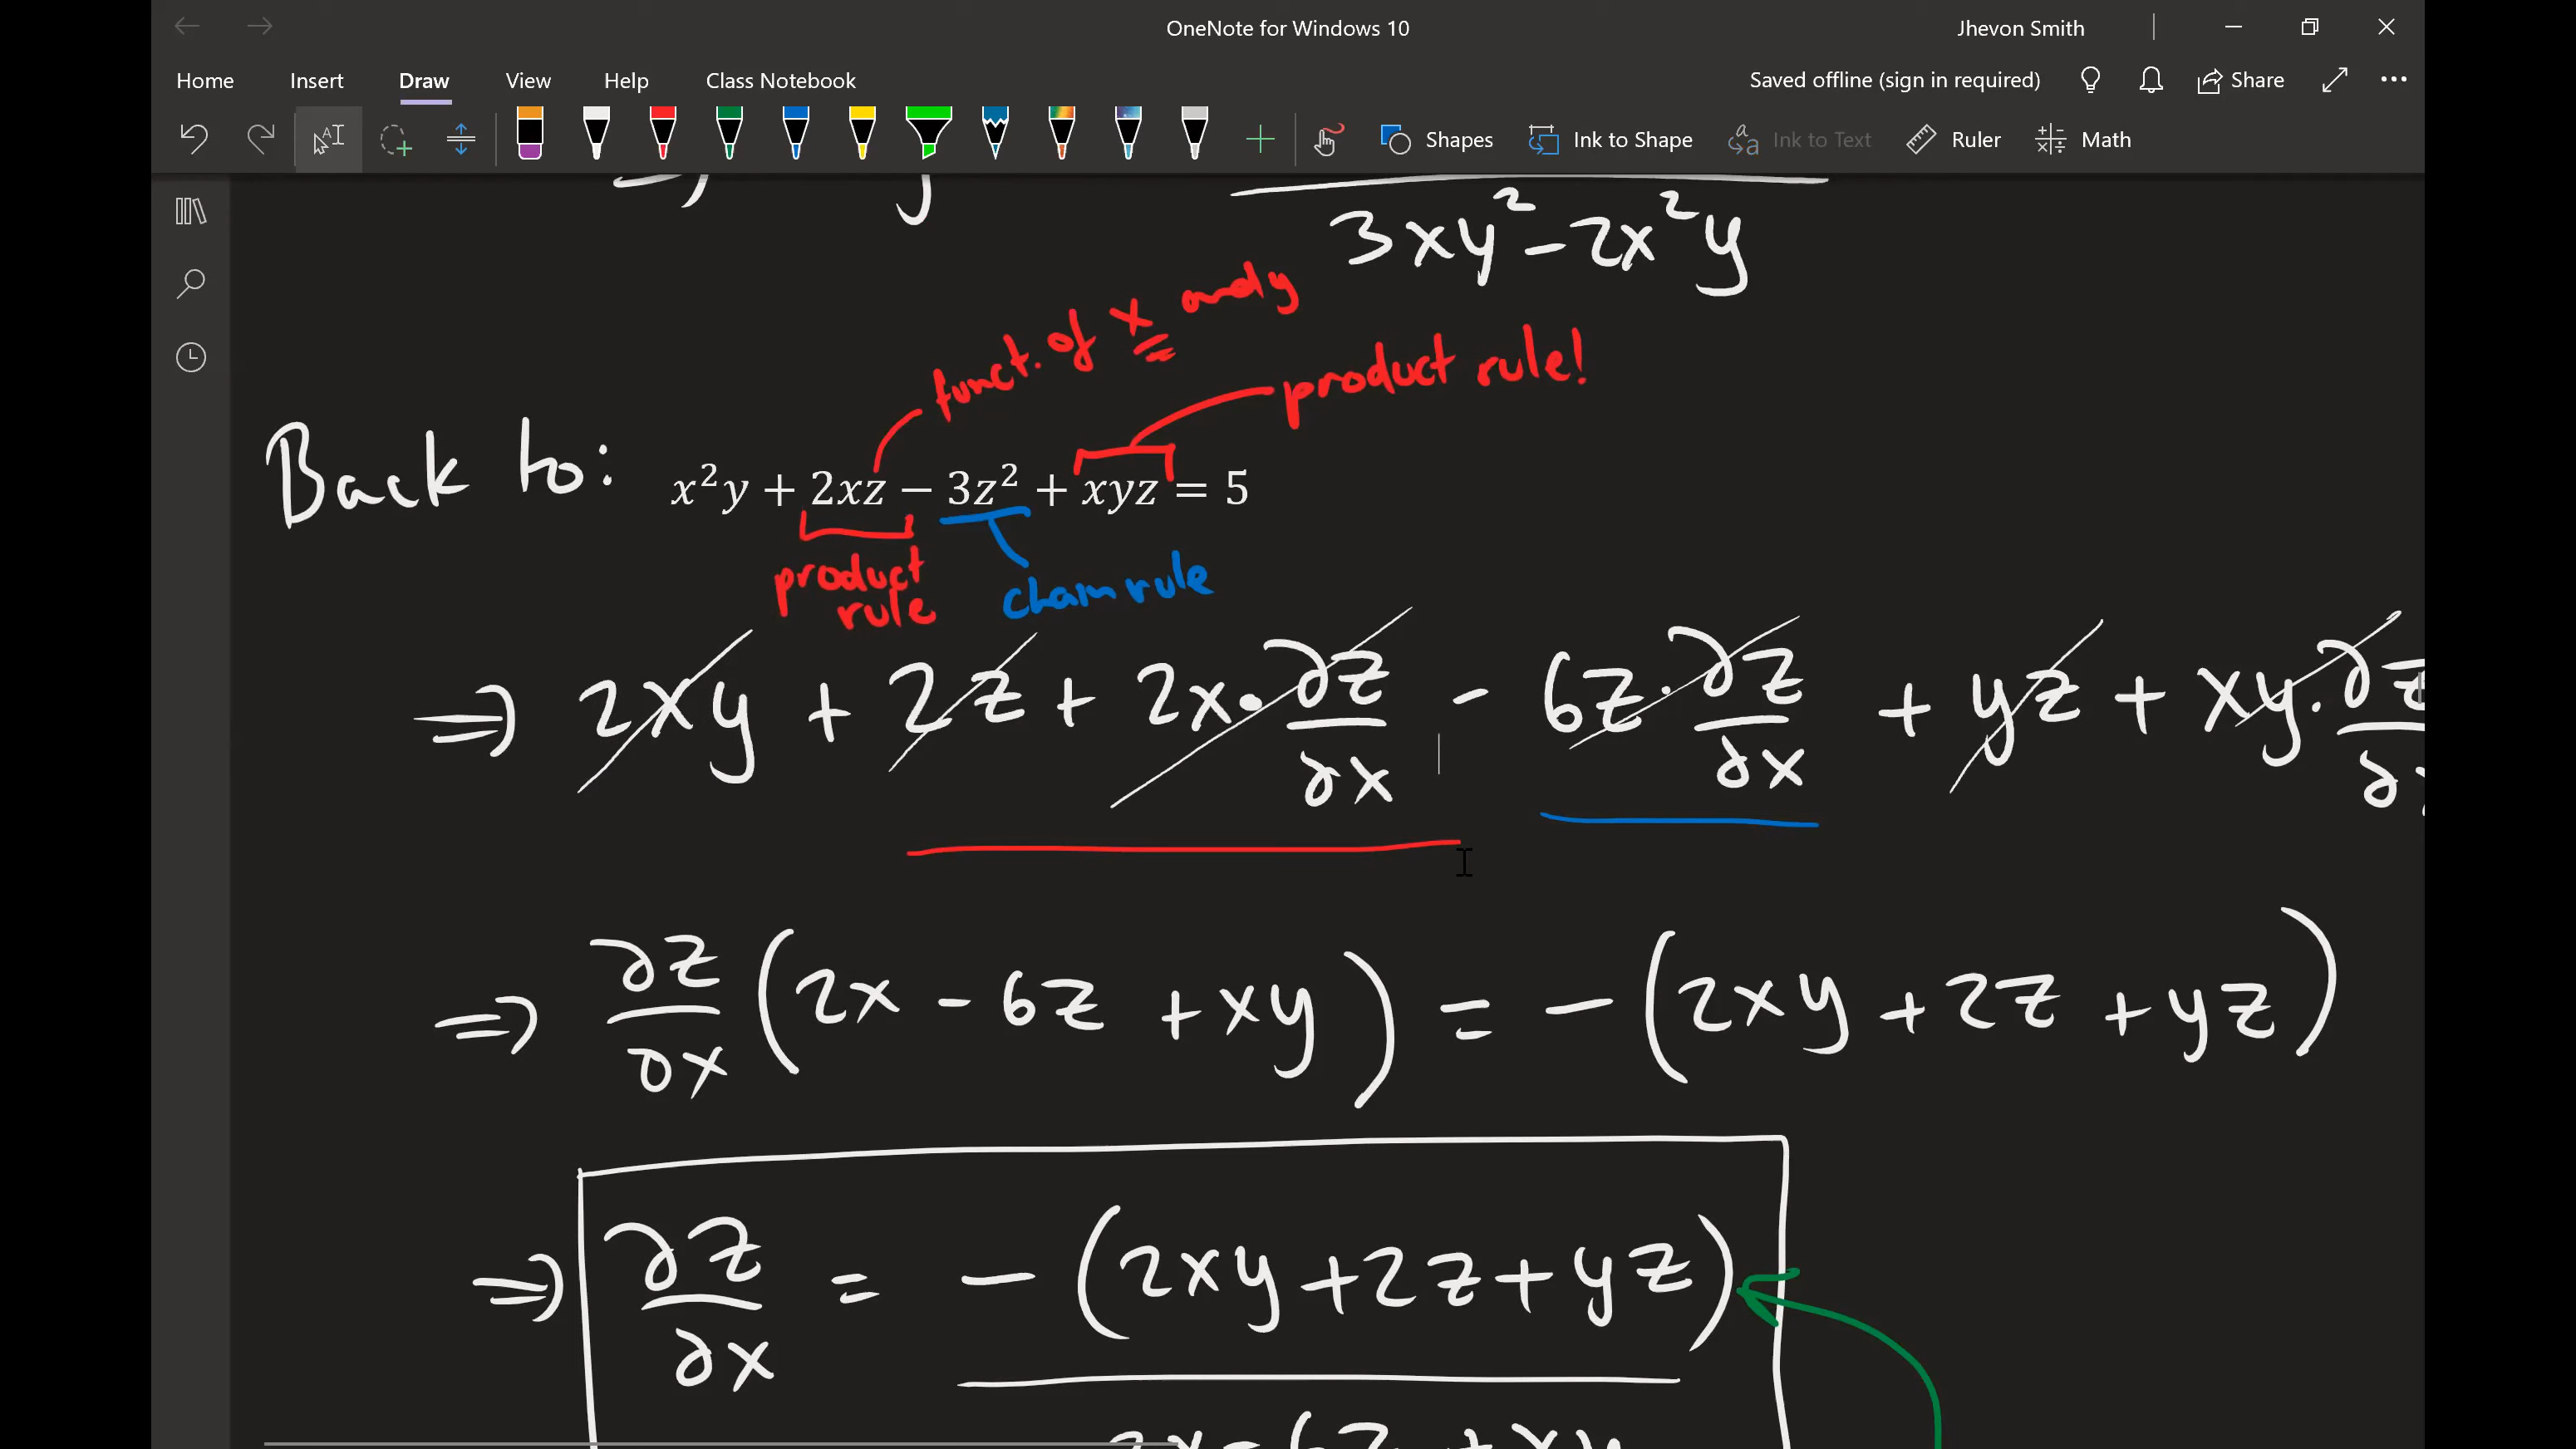 OneNote for Windows 10
Jhevon Smith
Home Insert Draw View Help Class Notebook
Saved offline (sign in required) Share
Shapes Ink to Shape Ink to Text Ruler Math
3xy² - 2x²y
funct. of x and y
product rule!
Back to: x²y + 2xz − 3z² + xyz = 5
product rule
chain rule
⇒ 2xy + 2z + 2x·∂z/∂x - 6z·∂z/∂x + yz + xy·∂z/∂x
⇒ ∂z/∂x (2x - 6z + xy) = -(2xy + 2z + yz)
⇒ ∂z/∂x = -(2xy + 2z + yz)
2x - 6z + xy